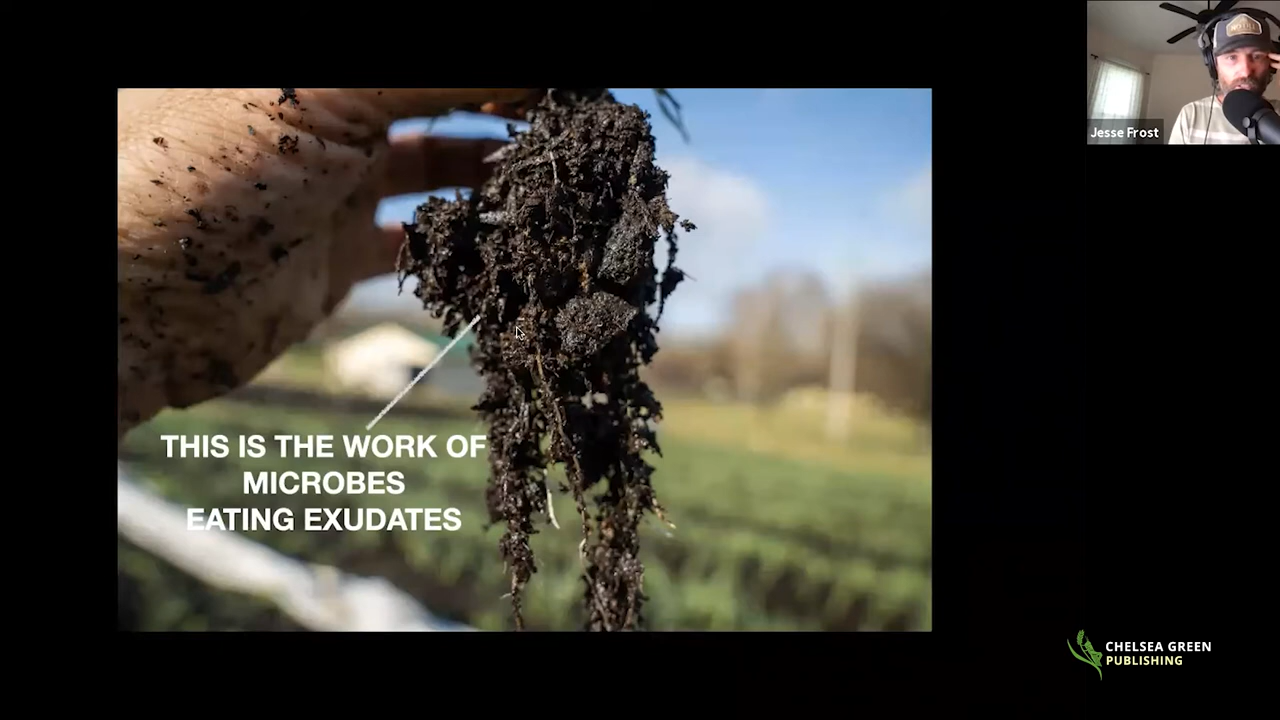 Jesse Frost
THIS IS THE WORK OF
MICROBES
EATING EXUDATES
CHELSEA GREEN
PUBLISHING